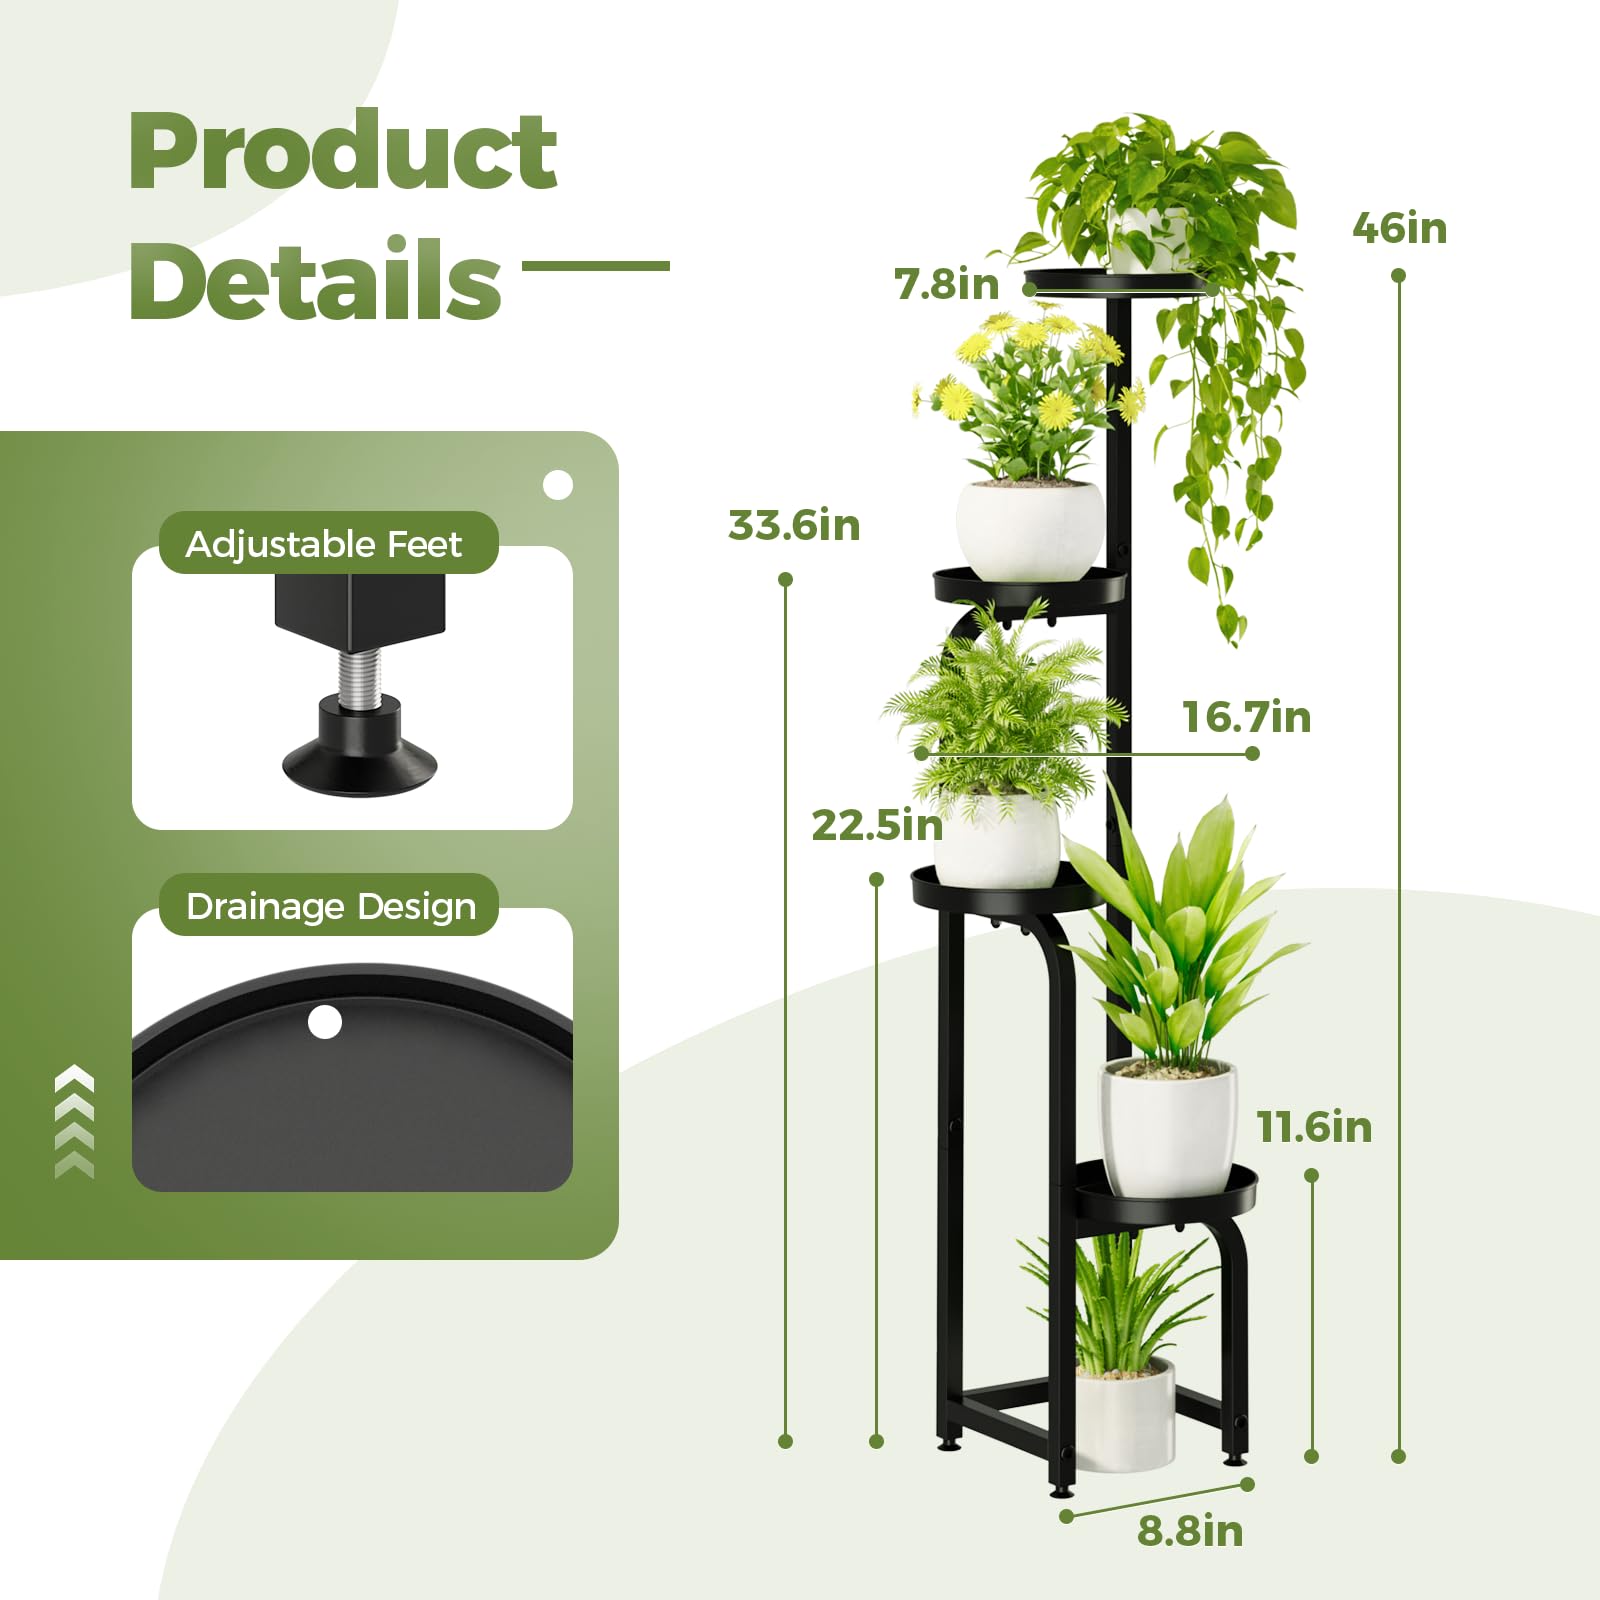 Product
Details
46in
7.8in
33.6in
Adjustable Feet
16.7in
22.5in
Drainage Design
11.6in
8.8in